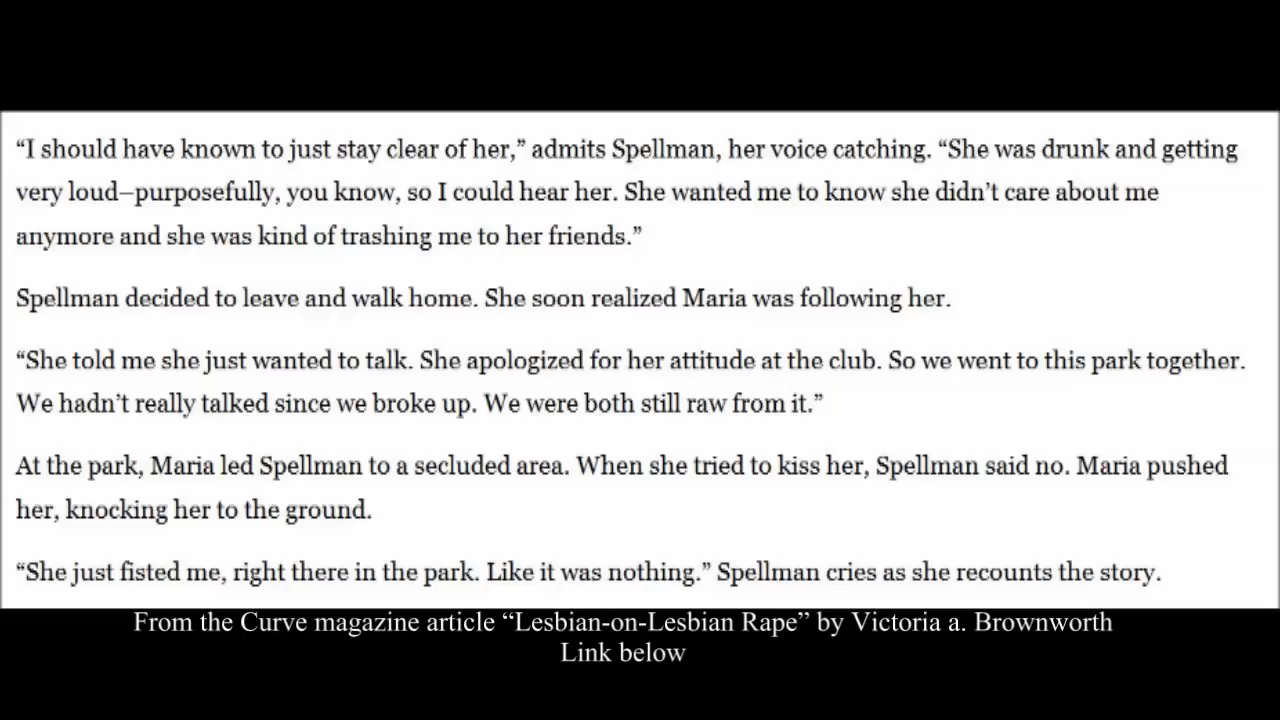 “I should have known to just stay clear of her,” admits Spellman, her voice catching. “She was drunk and getting
very loud—purposefully, you know, so I could hear her. She wanted me to know she didn’t care about me
anymore and she was kind of trashing me to her friends.”
Spellman decided to leave and walk home. She soon realized Maria was following her.
“She told me she just wanted to talk. She apologized for her attitude at the club. So we went to this park together.
We hadn’t really talked since we broke up. We were both still raw from it.”
At the park, Maria led Spellman to a secluded area. When she tried to kiss her, Spellman said no. Maria pushed
her, knocking her to the ground.
“She just fisted me, right there in the park. Like it was nothing.” Spellman cries as she recounts the story.
From the Curve magazine article “Lesbian-on-Lesbian Rape” by Victoria a. Brownworth
Link below